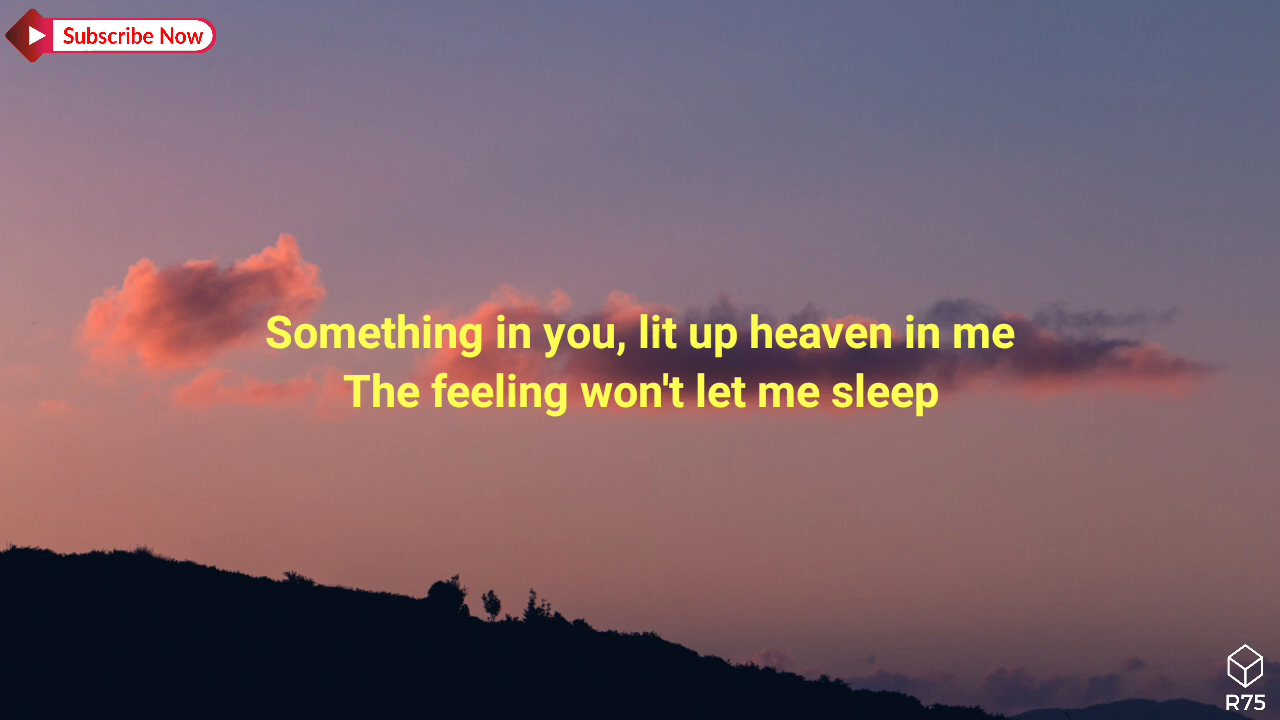 Subscribe Now
Something in you, lit up heaven in me
The feeling won't let me sleep
R75